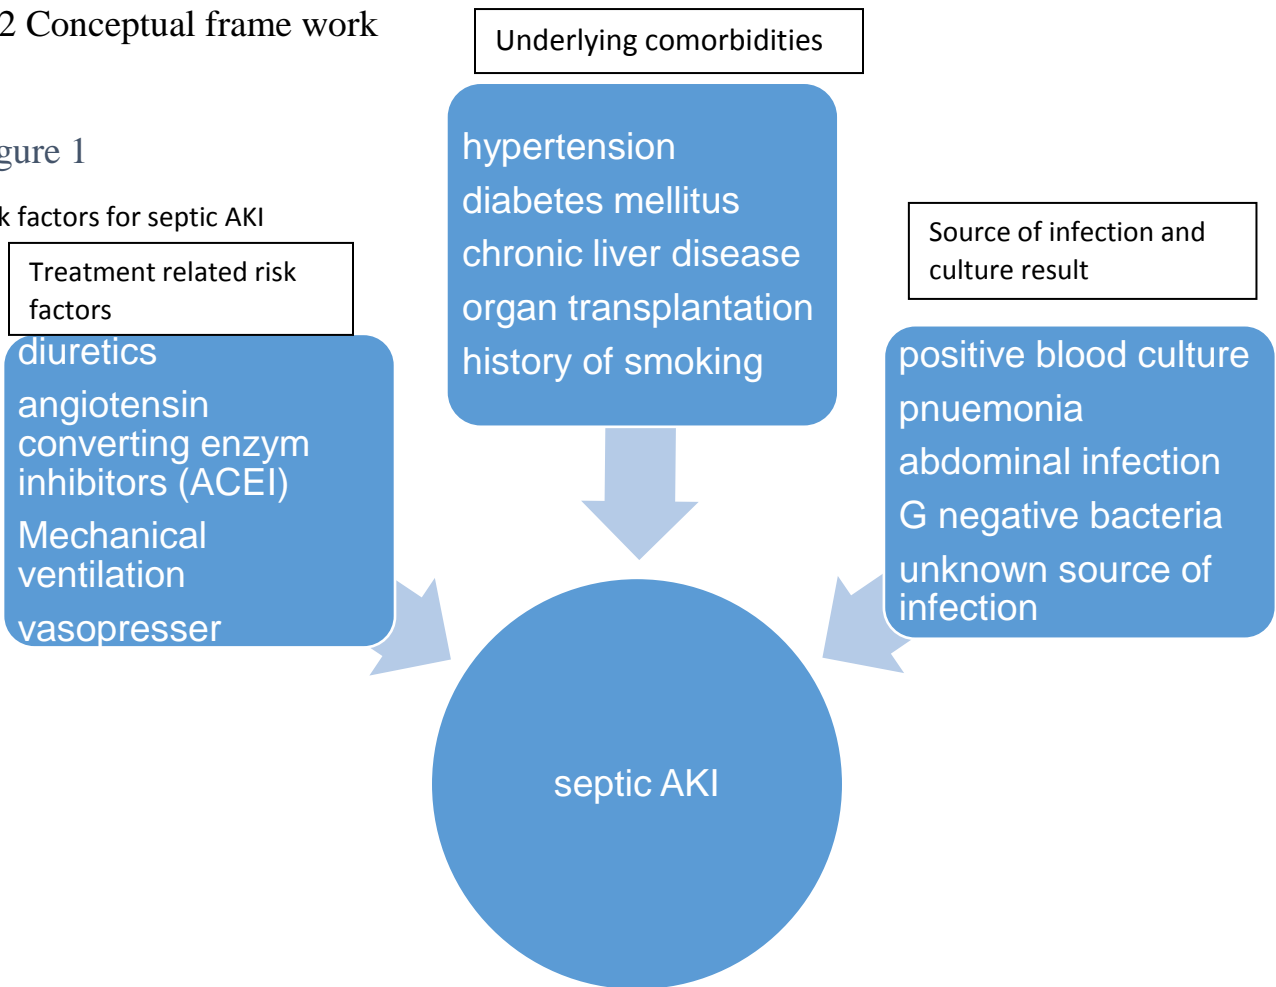 2 Conceptual frame work
gure 1
k factors for septic AKI
Underlying comorbidities
hypertension
diabetes mellitus
chronic liver disease
organ transplantation
history of smoking
Treatment related risk
factors
diuretics
angiotensin
converting enzym
inhibitors (ACEI)
Mechanical
ventilation
vasopresser
Source of infection and
culture result
positive blood culture
pnuemonia
abdominal infection
G negative bacteria
unknown source of
infection
septic AKI